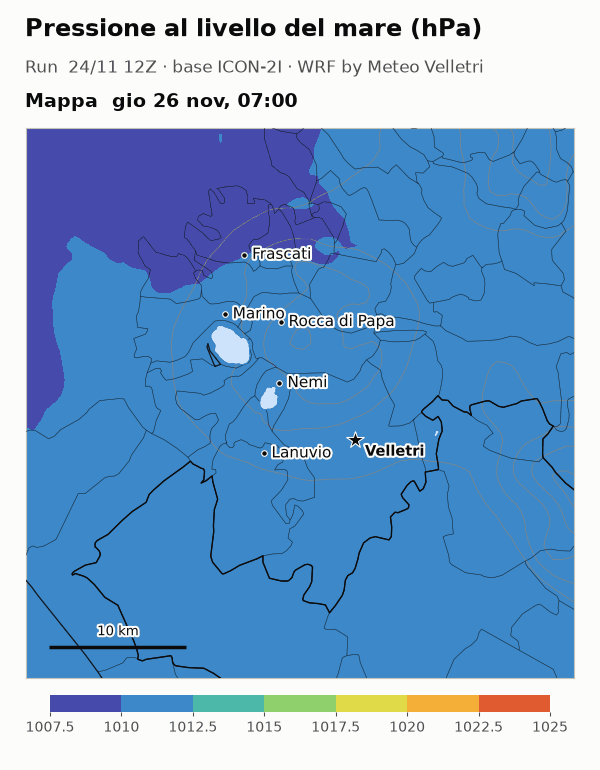 Pressione al livello del mare (hPa)
Run  24/11 12Z · base ICON-2I · WRF by Meteo Velletri
Mappa  gio 26 nov, 07:00
Frascati
Marino
Rocca di Papa
Nemi
Velletri
Lanuvio
10 km
1007.5 1010 1012.5 1015 1017.5 1020 1022.5 1025